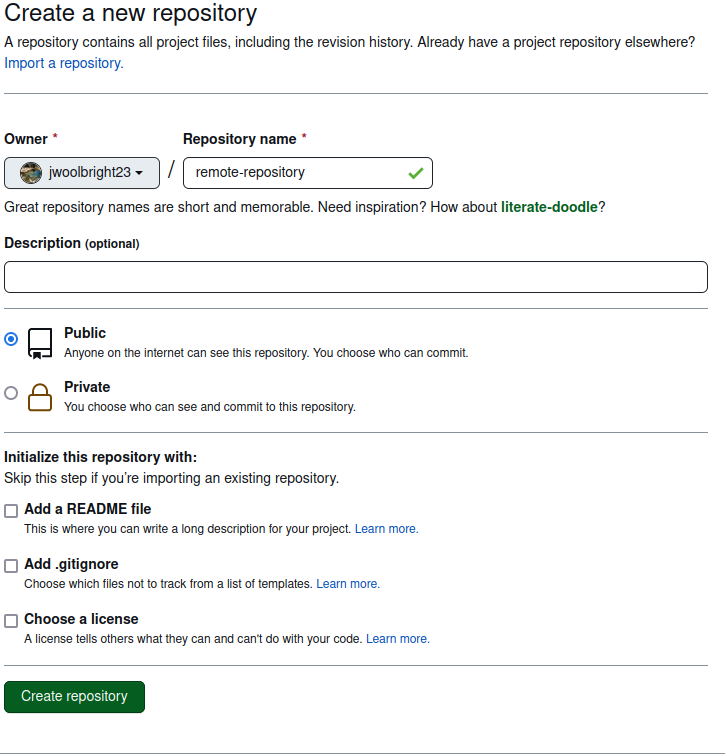 Create a new repository
A repository contains all project files, including the revision history. Already have a project repository elsewhere?
Import a repository.
Owner * Repository name *
jwoolbright23 / remote-repository
Great repository names are short and memorable. Need inspiration? How about literate-doodle?
Description (optional)
Public
Anyone on the internet can see this repository. You choose who can commit.
Private
You choose who can see and commit to this repository.
Initialize this repository with:
Skip this step if you’re importing an existing repository.
Add a README file
This is where you can write a long description for your project. Learn more.
Add .gitignore
Choose which files not to track from a list of templates. Learn more.
Choose a license
A license tells others what they can and can't do with your code. Learn more.
Create repository